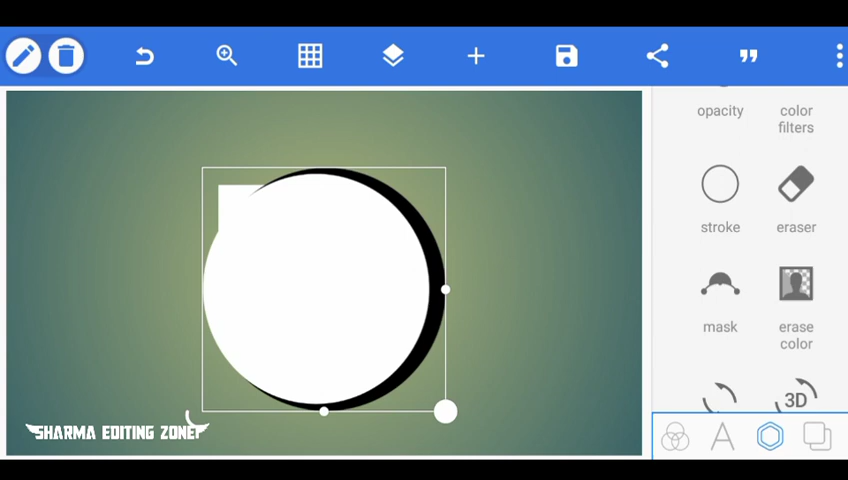 opacity
color
filters
stroke
eraser
mask
erase
color
3D
SHARMA EDITING ZONE